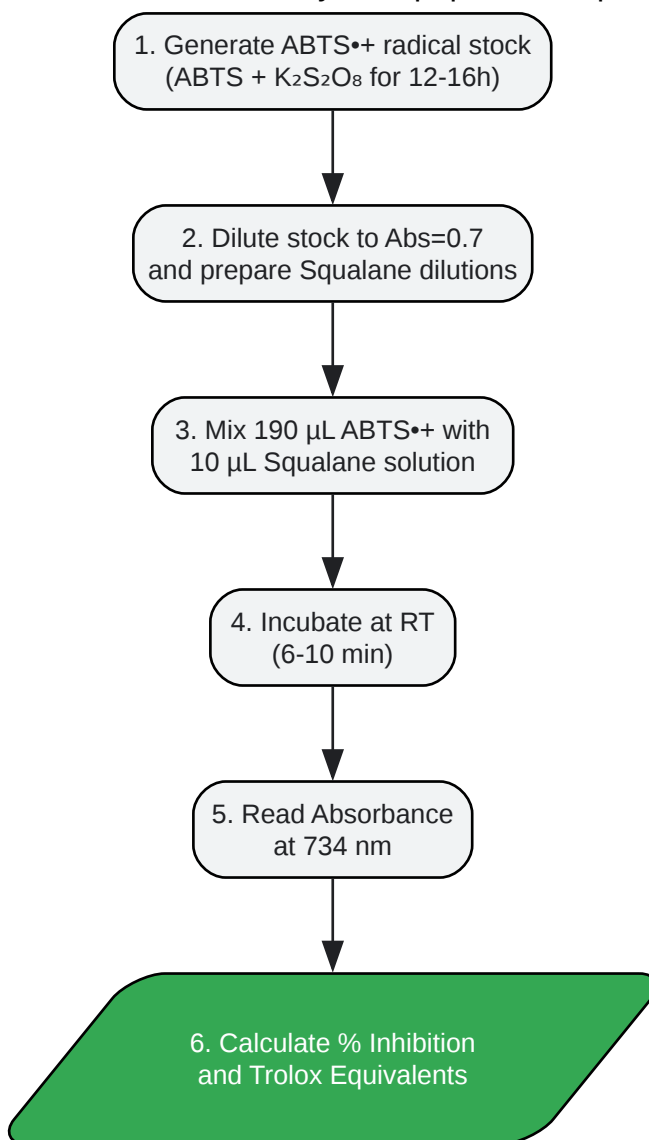 1. Generate ABTS•+ radical stock
(ABTS + K₂S₂O₈ for 12-16h)
2. Dilute stock to Abs=0.7
and prepare Squalane dilutions
3. Mix 190 µL ABTS•+ with
10 µL Squalane solution
4. Incubate at RT
(6-10 min)
5. Read Absorbance
at 734 nm
6. Calculate % Inhibition
and Trolox Equivalents